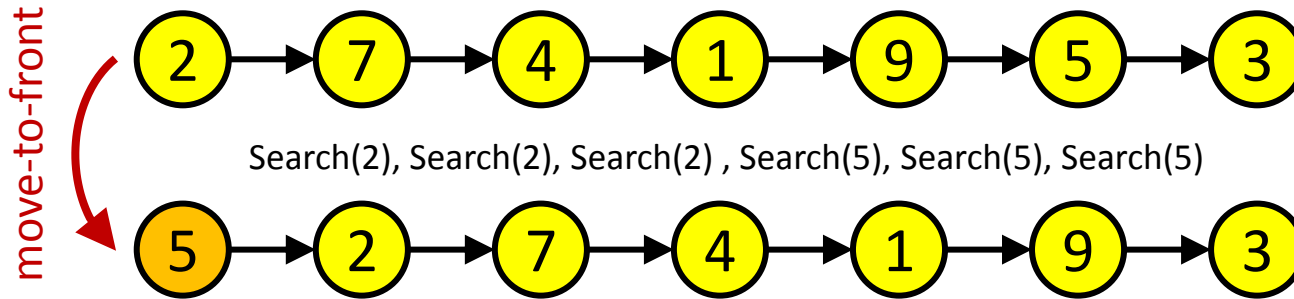 move-to-front
2 7 4 1 9 5 3
Search(2), Search(2), Search(2) , Search(5), Search(5), Search(5)
5 2 7 4 1 9 3